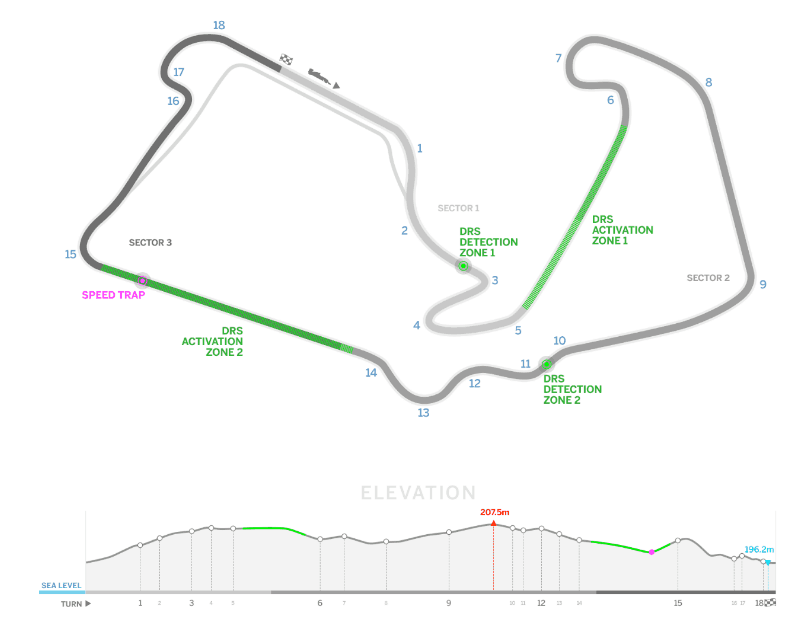 18
17
16
7
8
6
1
SECTOR 1
2
DRS
DETECTION
ZONE 1
DRS
ACTIVATION
ZONE 1
SECTOR 3
15
3
SECTOR 2
9
SPEED TRAP
4
5
DRS
ACTIVATION
ZONE 2
10
11
14
12
13
DRS
DETECTION
ZONE 2
ELEVATION
207.5m
196.2m
SEA LEVEL
TURN 1 2 3 4 5 6 7 8 9 10 11 12 13 14 15 16 17 18